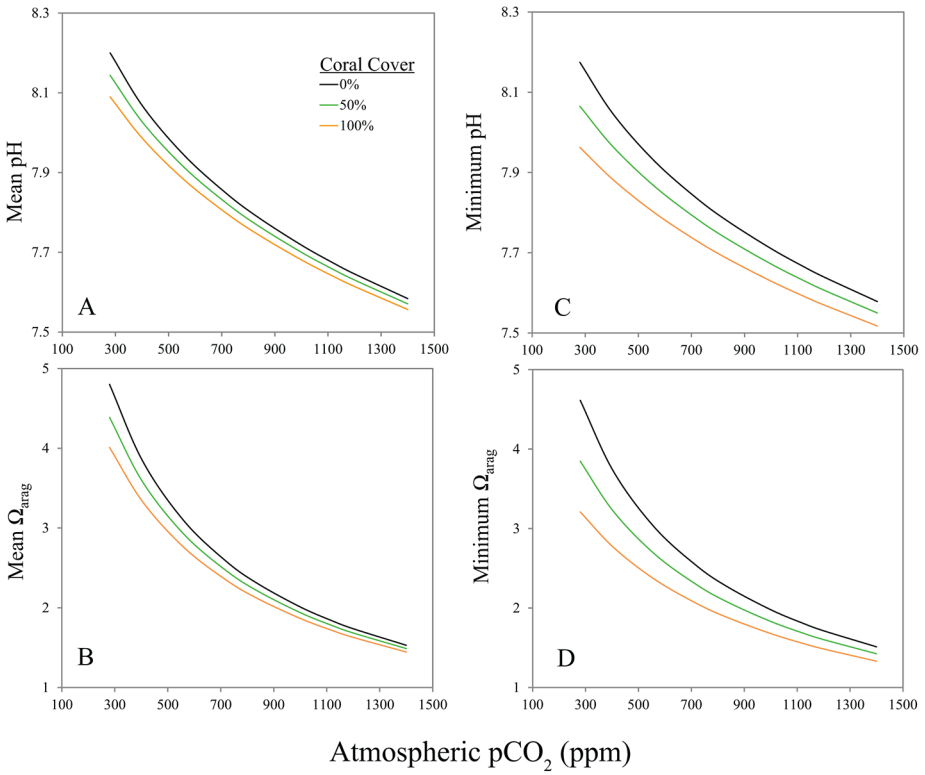 8.3
8.1
7.9
7.7
7.5
Mean pH
Coral Cover
0%
50%
100%
A
100 300 500 700 900 1100 1300 1500
8.3
8.1
7.9
7.7
7.5
Minimum pH
C
100 300 500 700 900 1100 1300 1500
5
4
3
2
1
Mean Ωarag
B
100 300 500 700 900 1100 1300 1500
5
4
3
2
1
Minimum Ωarag
D
100 300 500 700 900 1100 1300 1500
Atmospheric pCO2 (ppm)